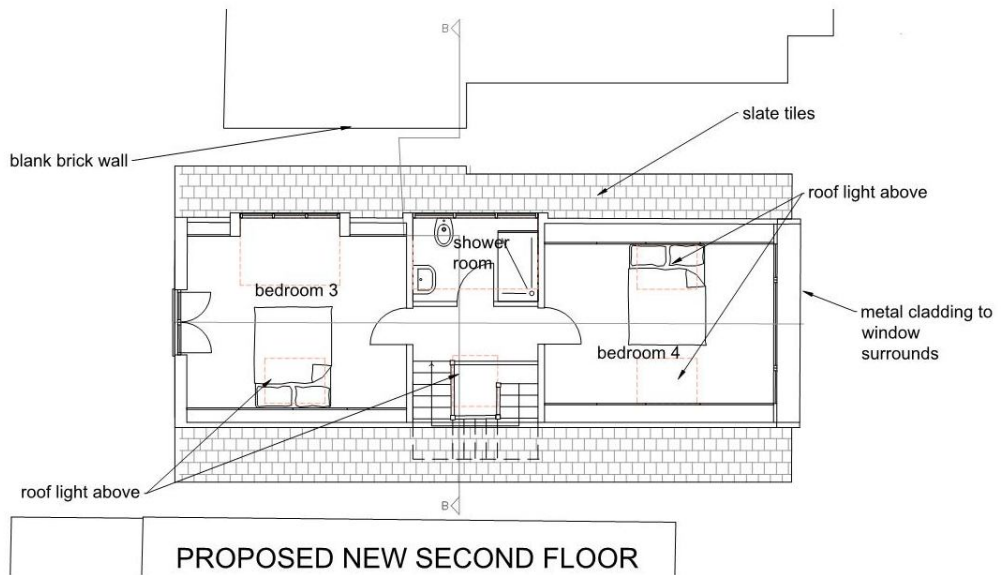 B
slate tiles
blank brick wall
roof light above
shower
room
bedroom 3
metal cladding to
window
surrounds
bedroom 4
roof light above
B
PROPOSED NEW SECOND FLOOR